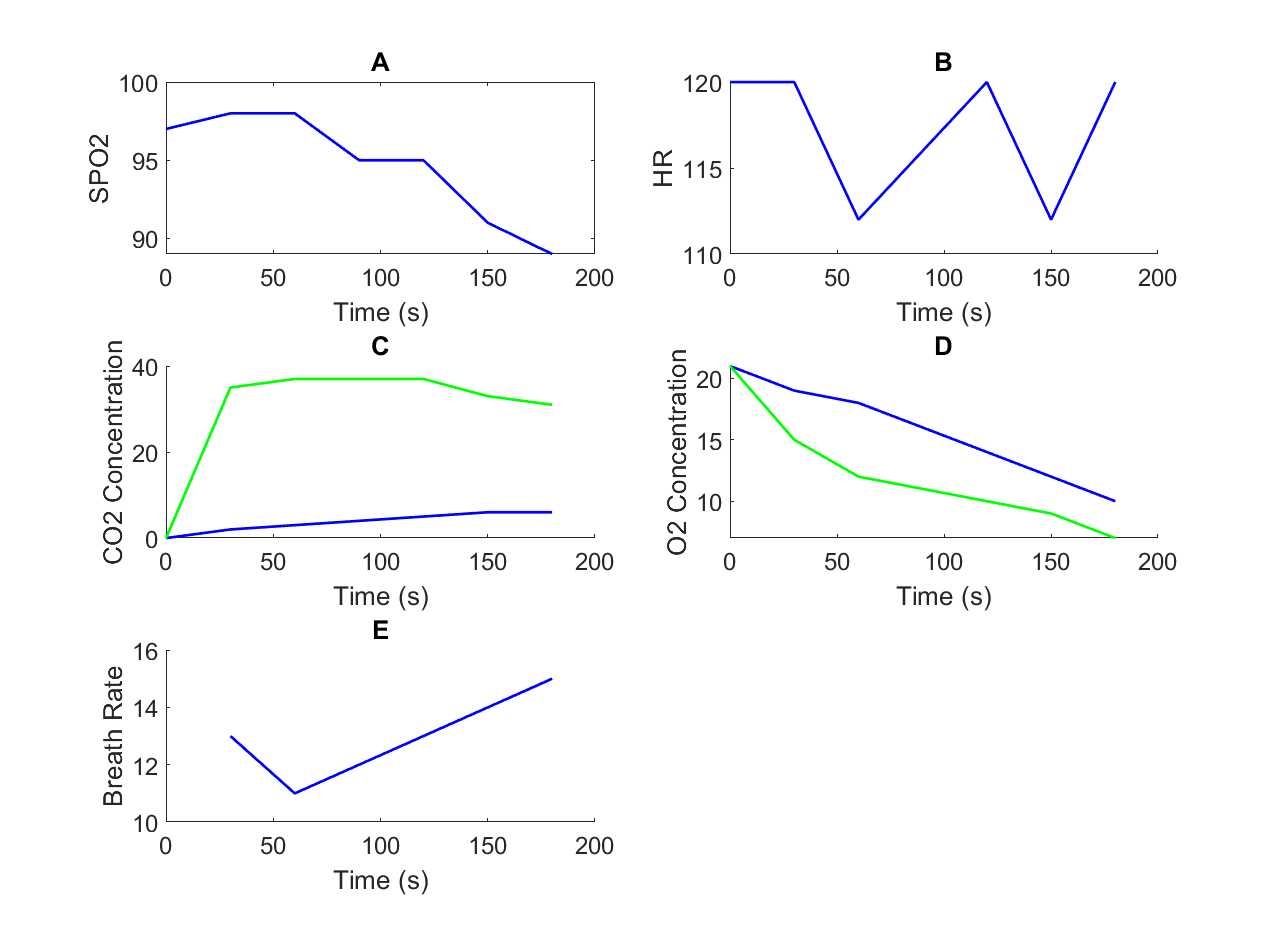 A
100
95
90
SPO2
0 50 100 150 200
Time (s)
B
120
115
110
HR
0 50 100 150 200
Time (s)
C
40
20
0
CO2 Concentration
0 50 100 150 200
Time (s)
D
20
15
10
O2 Concentration
0 50 100 150 200
Time (s)
E
16
14
12
10
Breath Rate
0 50 100 150 200
Time (s)